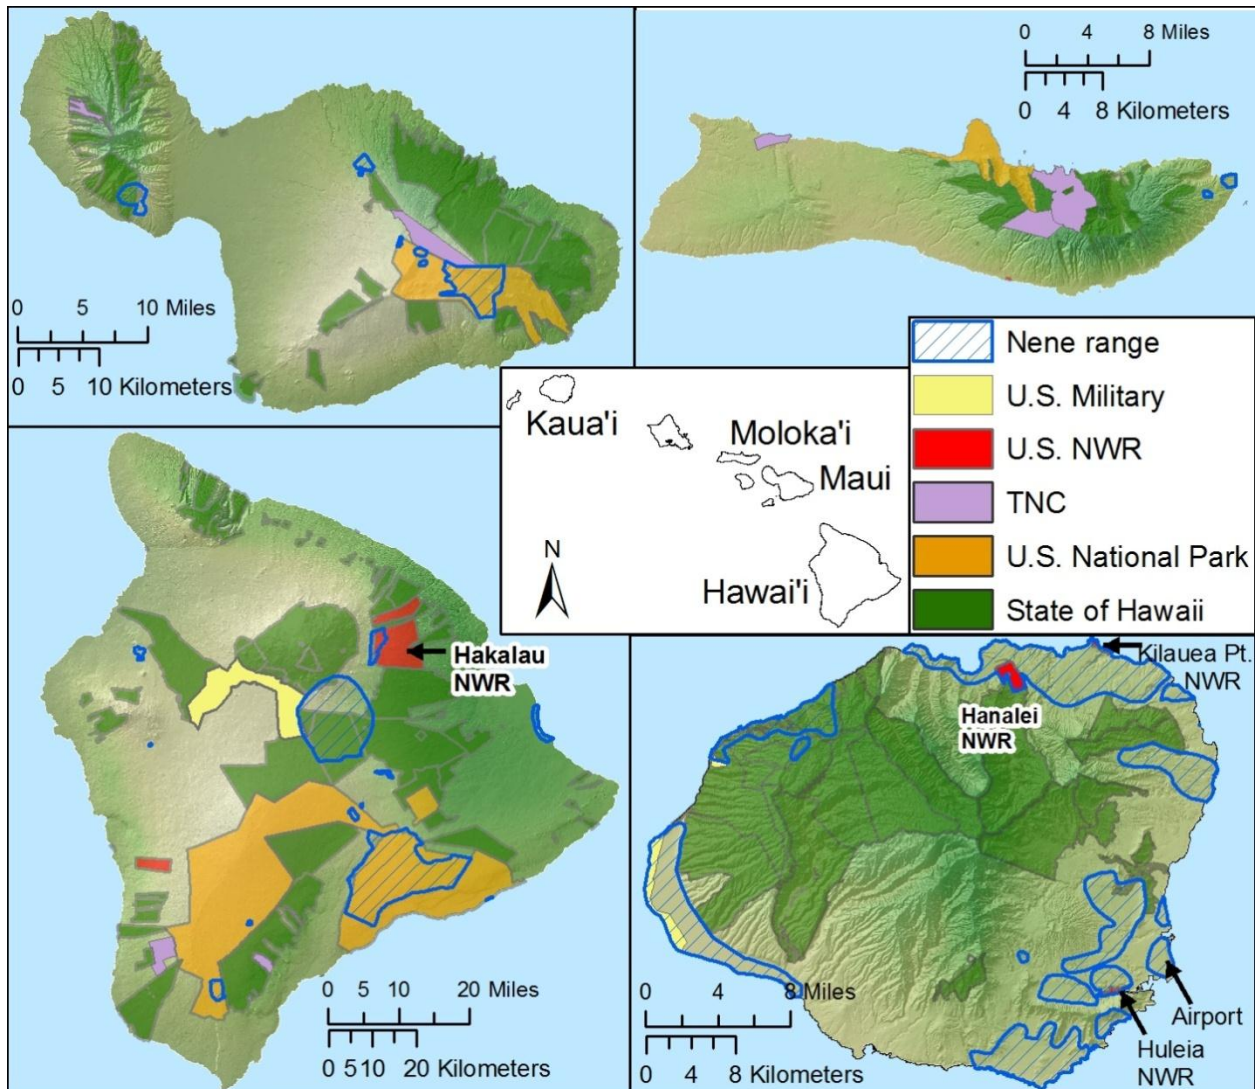 0 5 10 Miles
0 5 10 Kilometers
0 4 8 Miles
0 4 8 Kilometers
Nene range
U.S. Military
U.S. NWR
TNC
U.S. National Park
State of Hawaii
Kaua'i
Moloka'i
Maui
Hawai'i
N
Hakalau
NWR
0 5 10 20 Miles
0 5 10 20 Kilometers
Kilauea Pt.
NWR
Hanalei
NWR
Airport
Huleia
NWR
0 4 8 Miles
0 4 8 Kilometers